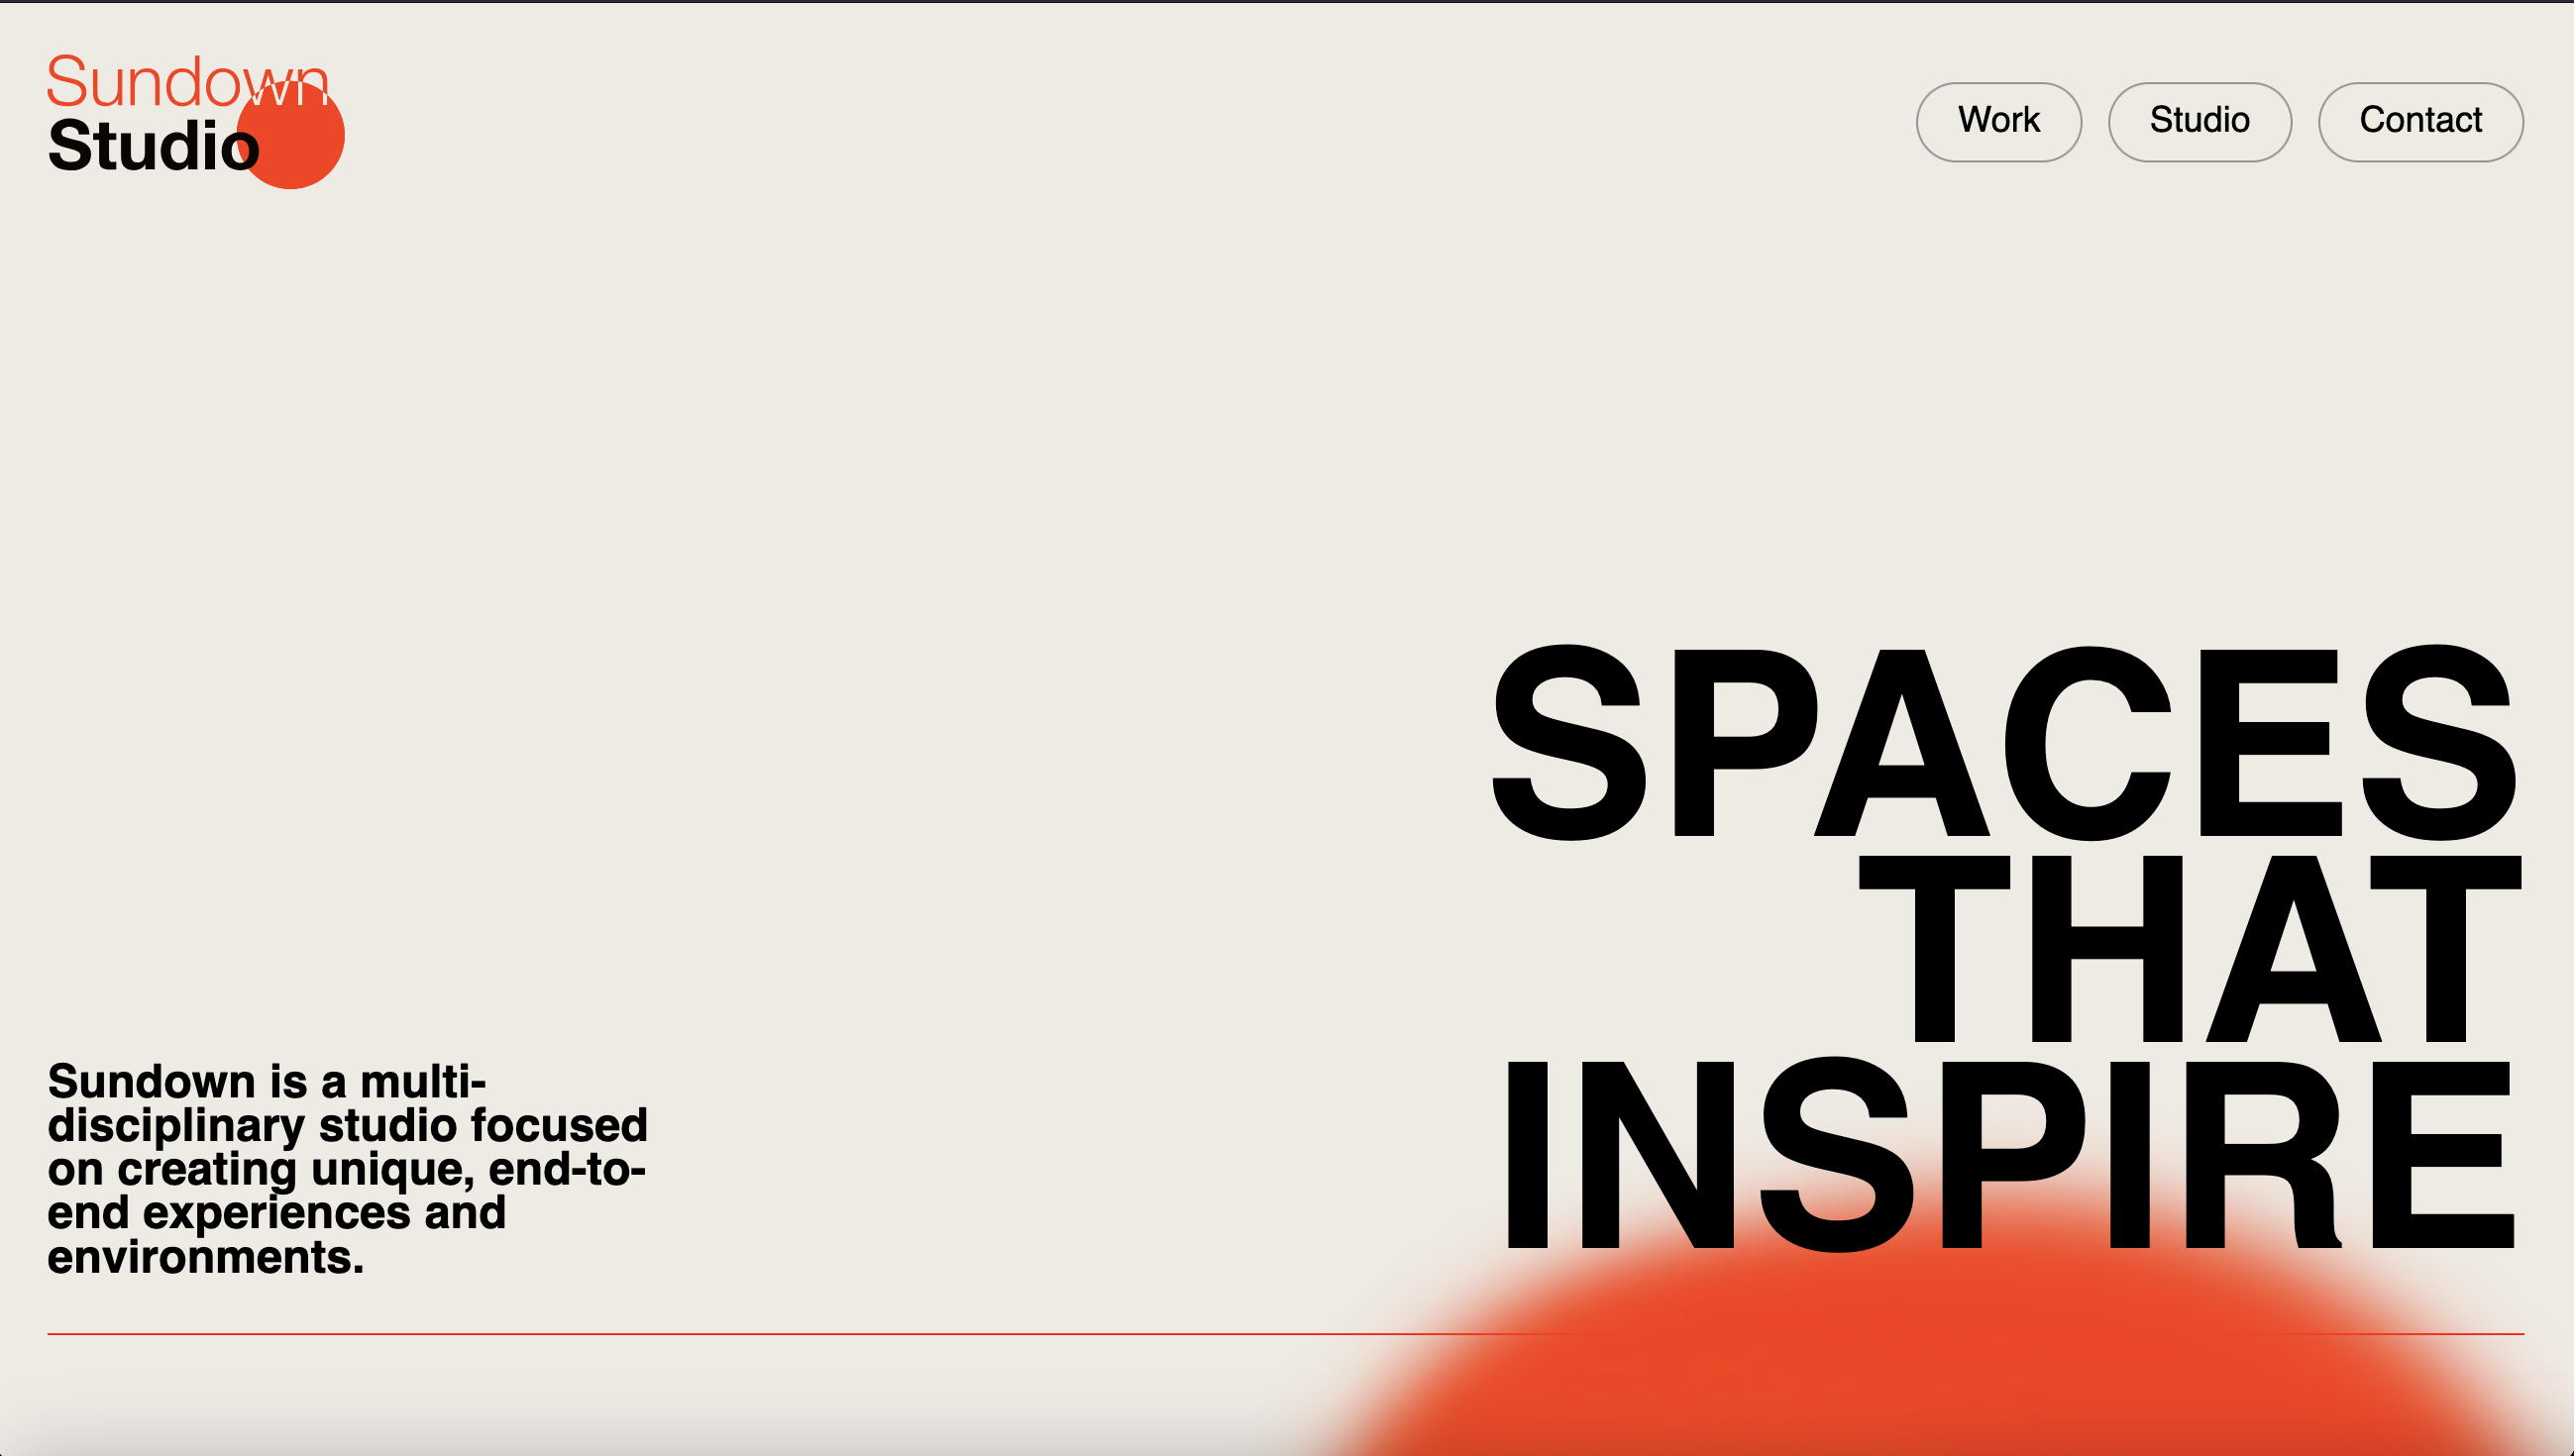 Sundown
Studio
Work
Studio
Contact
SPACES
THAT
INSPIRE
Sundown is a multi-
disciplinary studio focused
on creating unique, end-to-
end experiences and
environments.